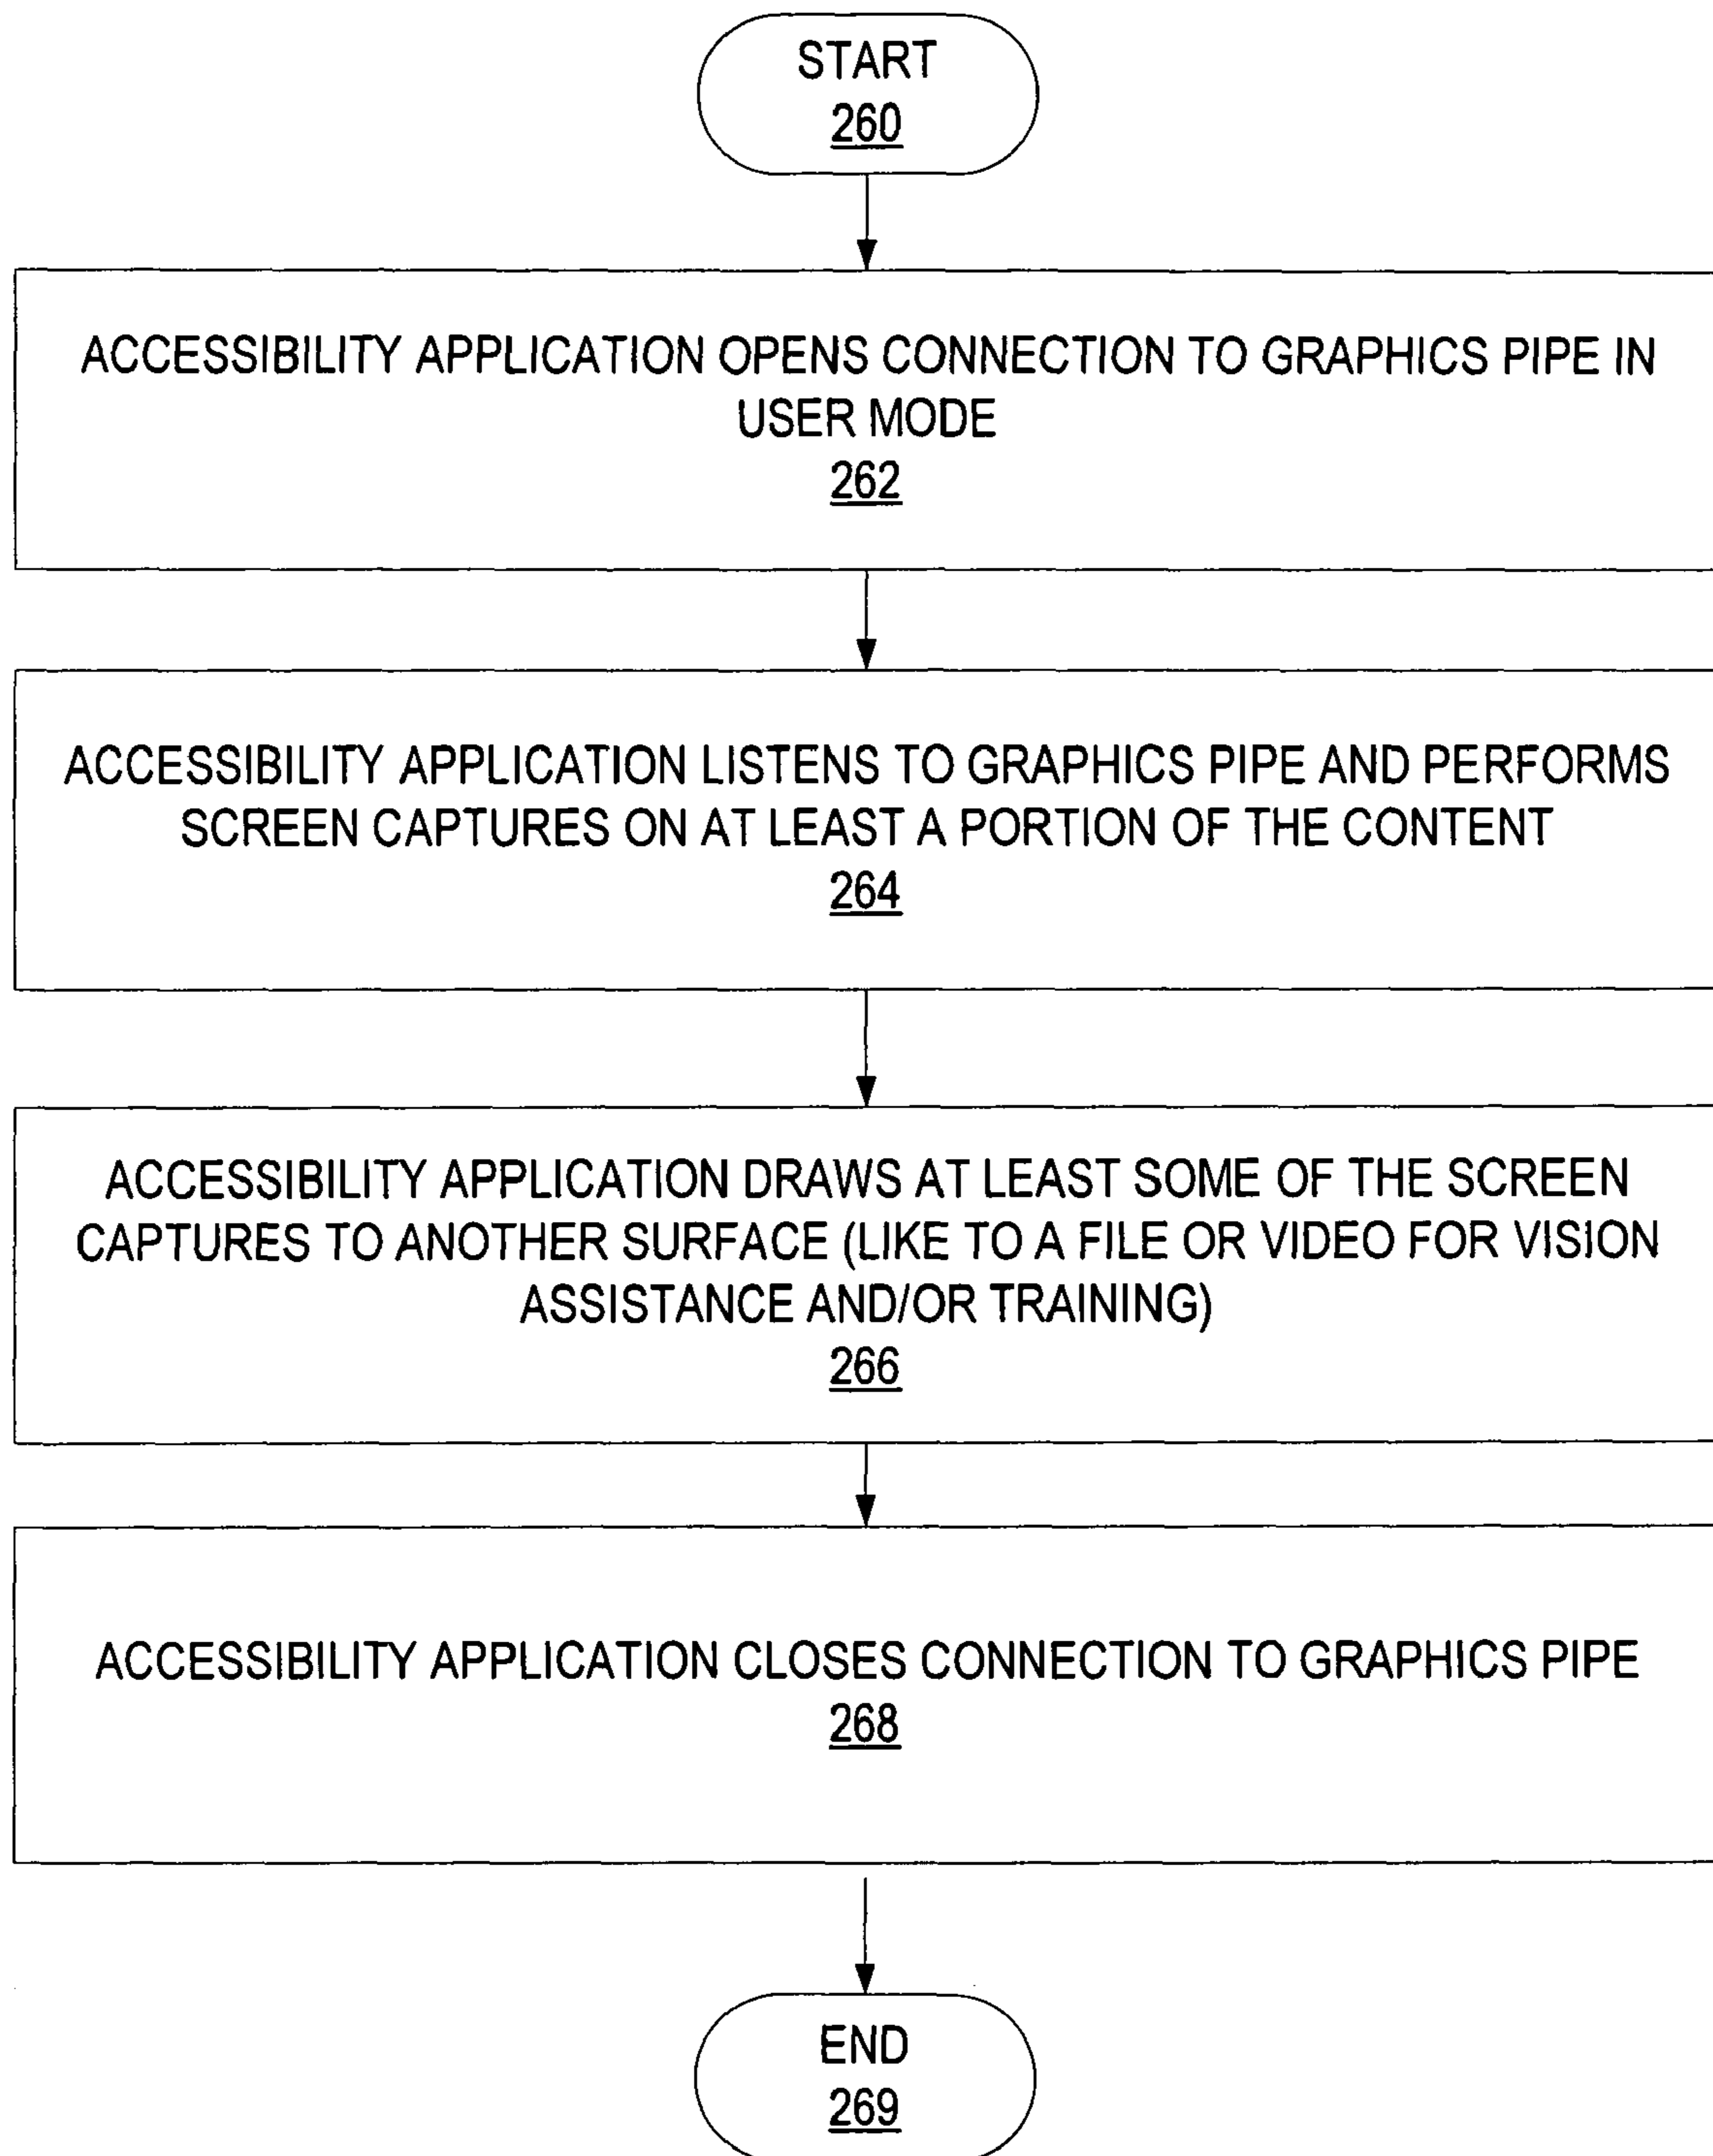 START
260
ACCESSIBILITY APPLICATION OPENS CONNECTION TO GRAPHICS PIPE IN
USER MODE
262
ACCESSIBILITY APPLICATION LISTENS TO GRAPHICS PIPE AND PERFORMS
SCREEN CAPTURES ON AT LEAST A PORTION OF THE CONTENT
264
ACCESSIBILITY APPLICATION DRAWS AT LEAST SOME OF THE SCREEN
CAPTURES TO ANOTHER SURFACE (LIKE TO A FILE OR VIDEO FOR VISION
ASSISTANCE AND/OR TRAINING)
266
ACCESSIBILITY APPLICATION CLOSES CONNECTION TO GRAPHICS PIPE
268
END
269